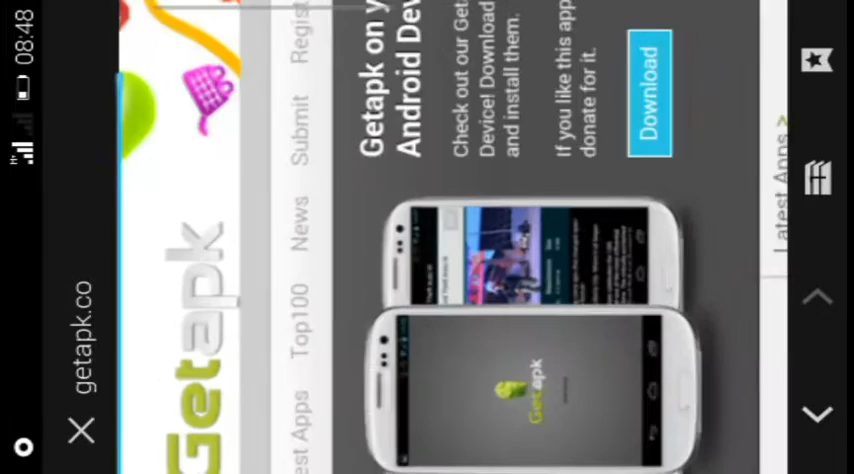 08:48
H+
getapk.co
Getapk
est Apps Top100 News Submit Regist
Getapk on y
Android Dev
Check out our Get
Device! Download
and install them.
If you like this app
donate for it.
Download
Getapk
Latest Apps >